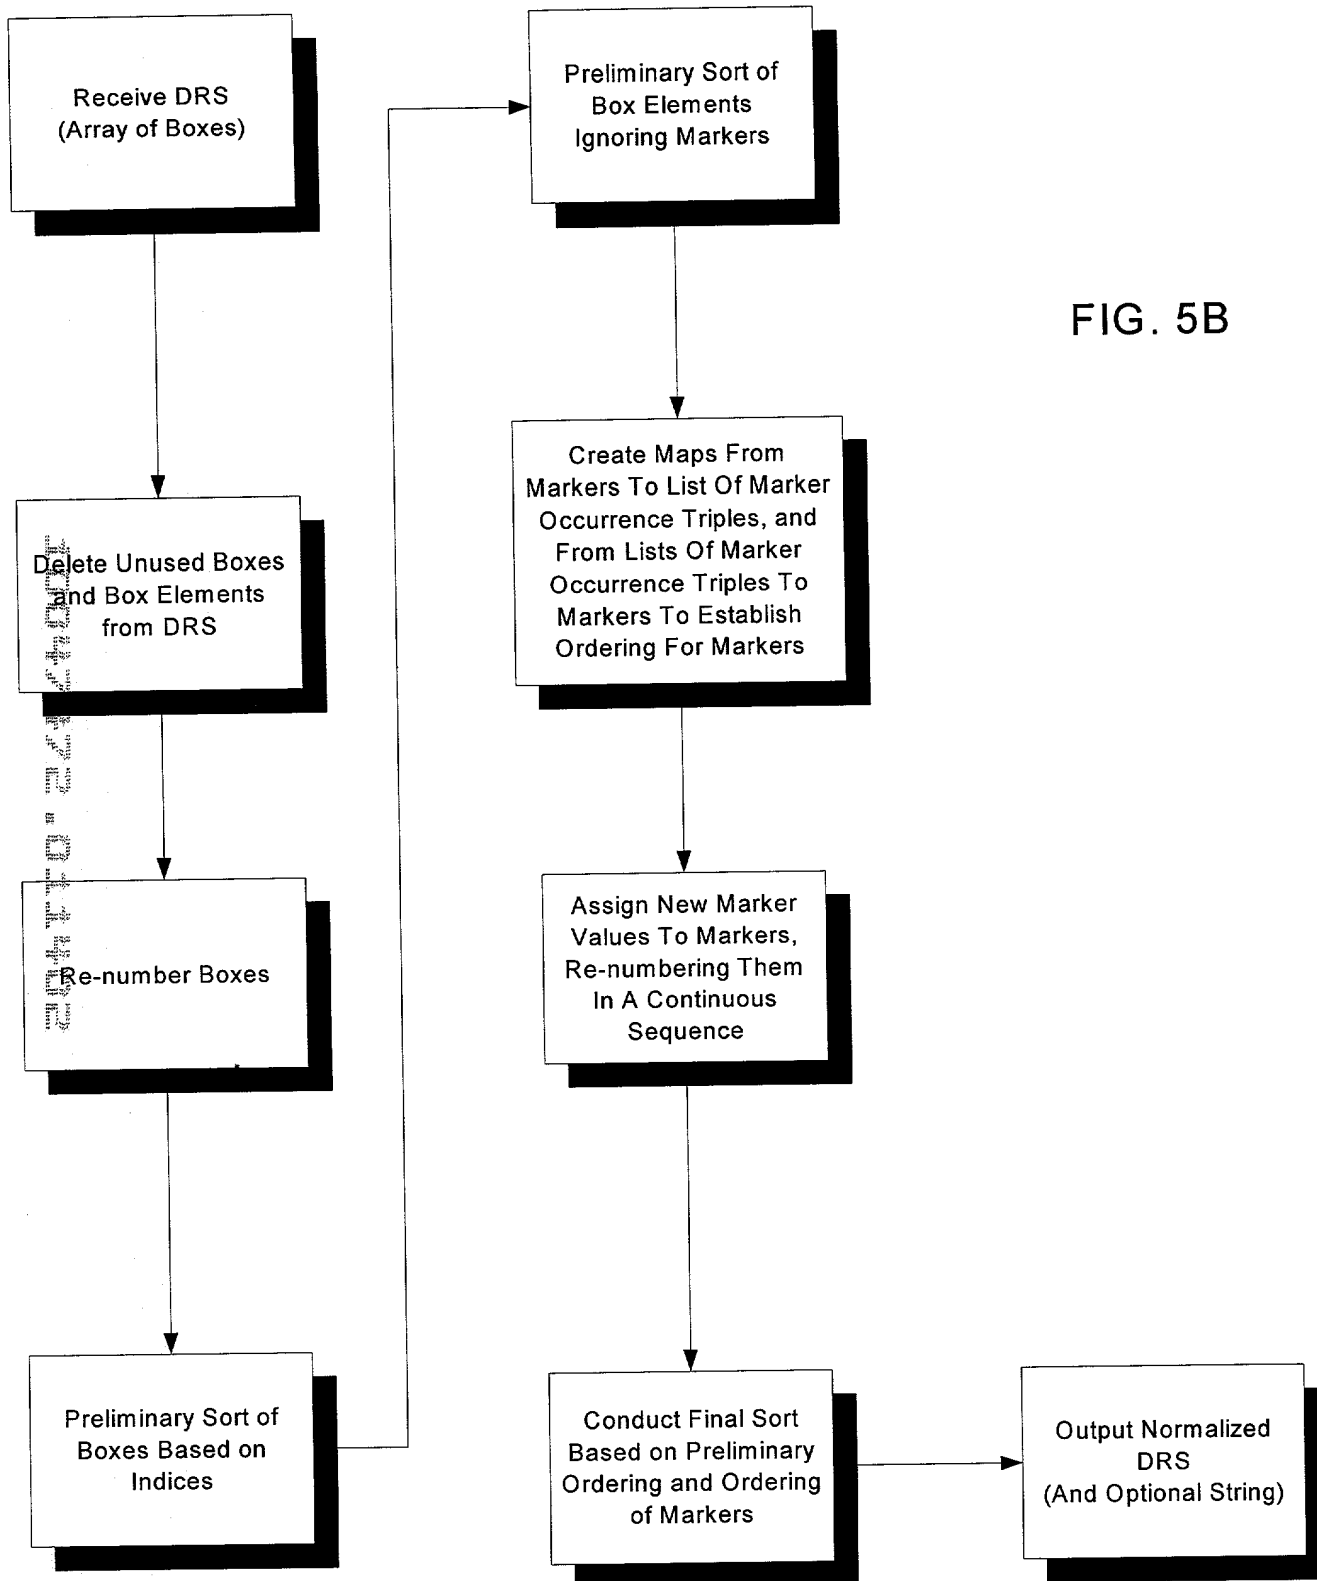 Receive DRS
(Array of Boxes)
Delete Unused Boxes
and Box Elements
from DRS
Re-number Boxes
Preliminary Sort of
Boxes Based on
Indices
Preliminary Sort of
Box Elements
Ignoring Markers
Create Maps From
Markers To List Of Marker
Occurrence Triples, and
From Lists Of Marker
Occurrence Triples To
Markers To Establish
Ordering For Markers
Assign New Marker
Values To Markers,
Re-numbering Them
In A Continuous
Sequence
Conduct Final Sort
Based on Preliminary
Ordering and Ordering
of Markers
Output Normalized
DRS
(And Optional String)
FIG. 5B